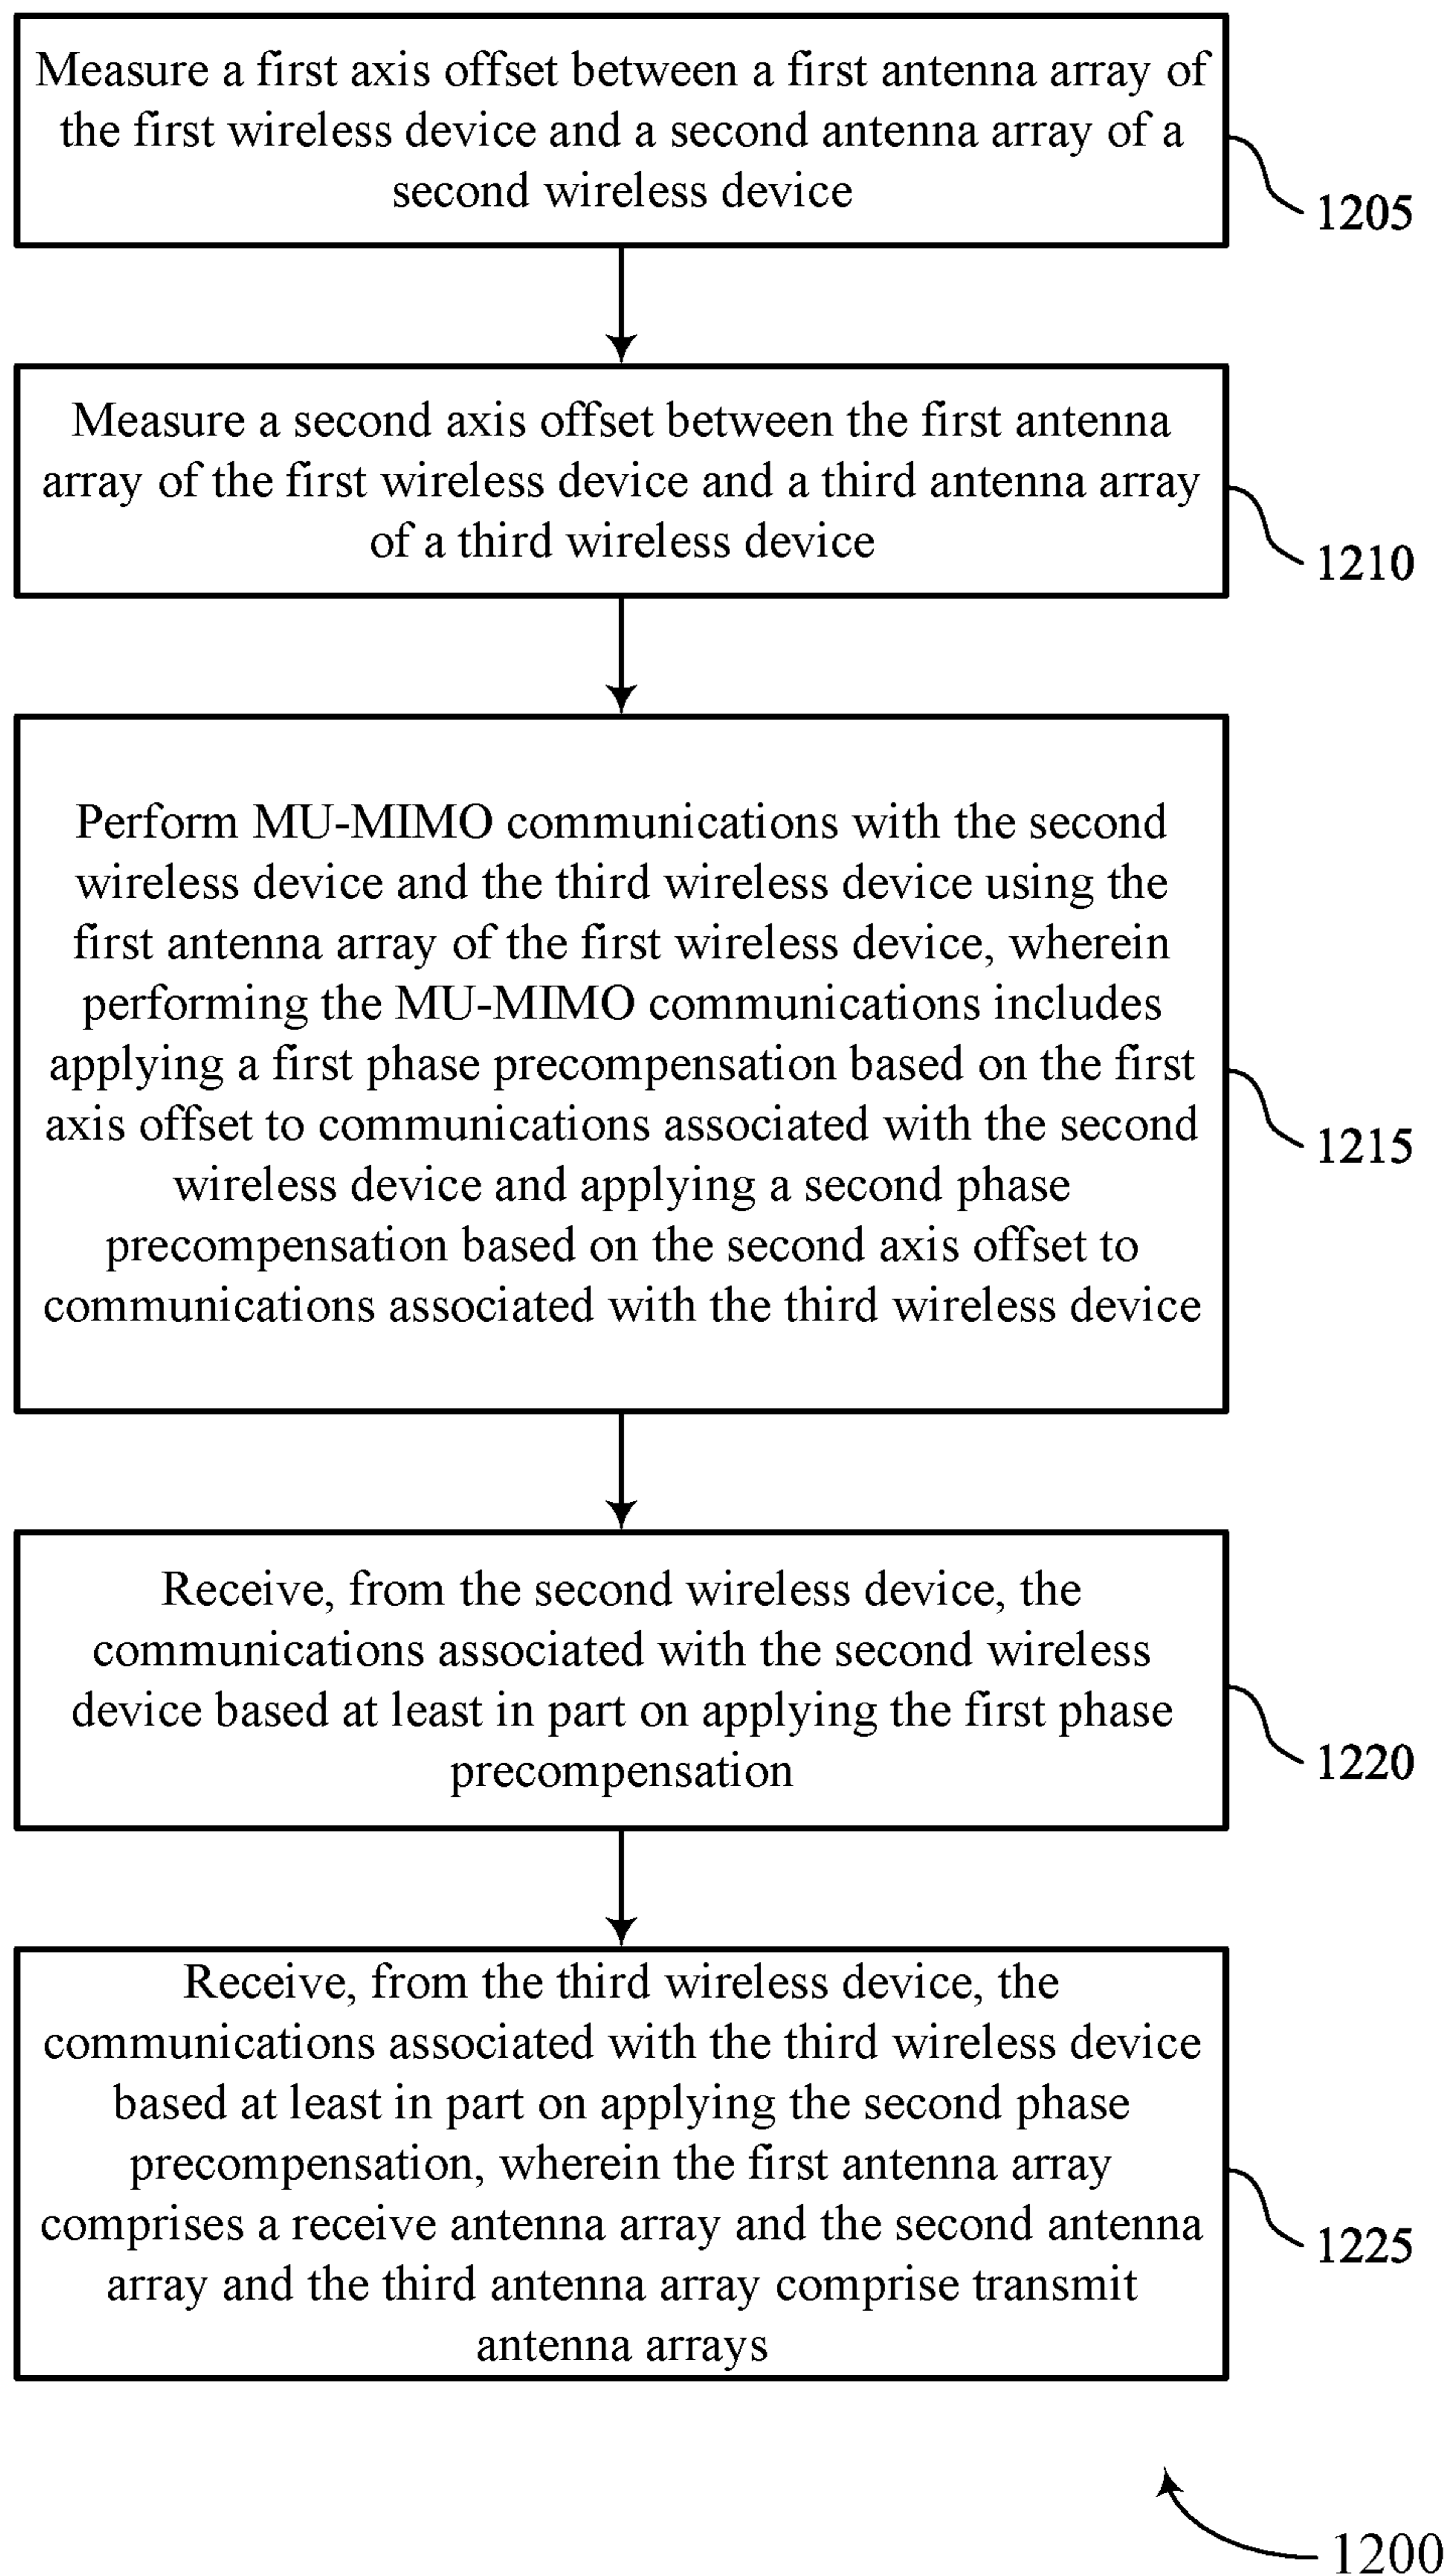 Measure a first axis offset between a first antenna array of
the first wireless device and a second antenna array of a
second wireless device
1205
Measure a second axis offset between the first antenna
array of the first wireless device and a third antenna array
of a third wireless device
1210
Perform MU-MIMO communications with the second
wireless device and the third wireless device using the
first antenna array of the first wireless device, wherein
performing the MU-MIMO communications includes
applying a first phase precompensation based on the first
axis offset to communications associated with the second
wireless device and applying a second phase
precompensation based on the second axis offset to
communications associated with the third wireless device
1215
Receive, from the second wireless device, the
communications associated with the second wireless
device based at least in part on applying the first phase
precompensation
1220
Receive, from the third wireless device, the
communications associated with the third wireless device
based at least in part on applying the second phase
precompensation, wherein the first antenna array
comprises a receive antenna array and the second antenna
array and the third antenna array comprise transmit
antenna arrays
1225
1200